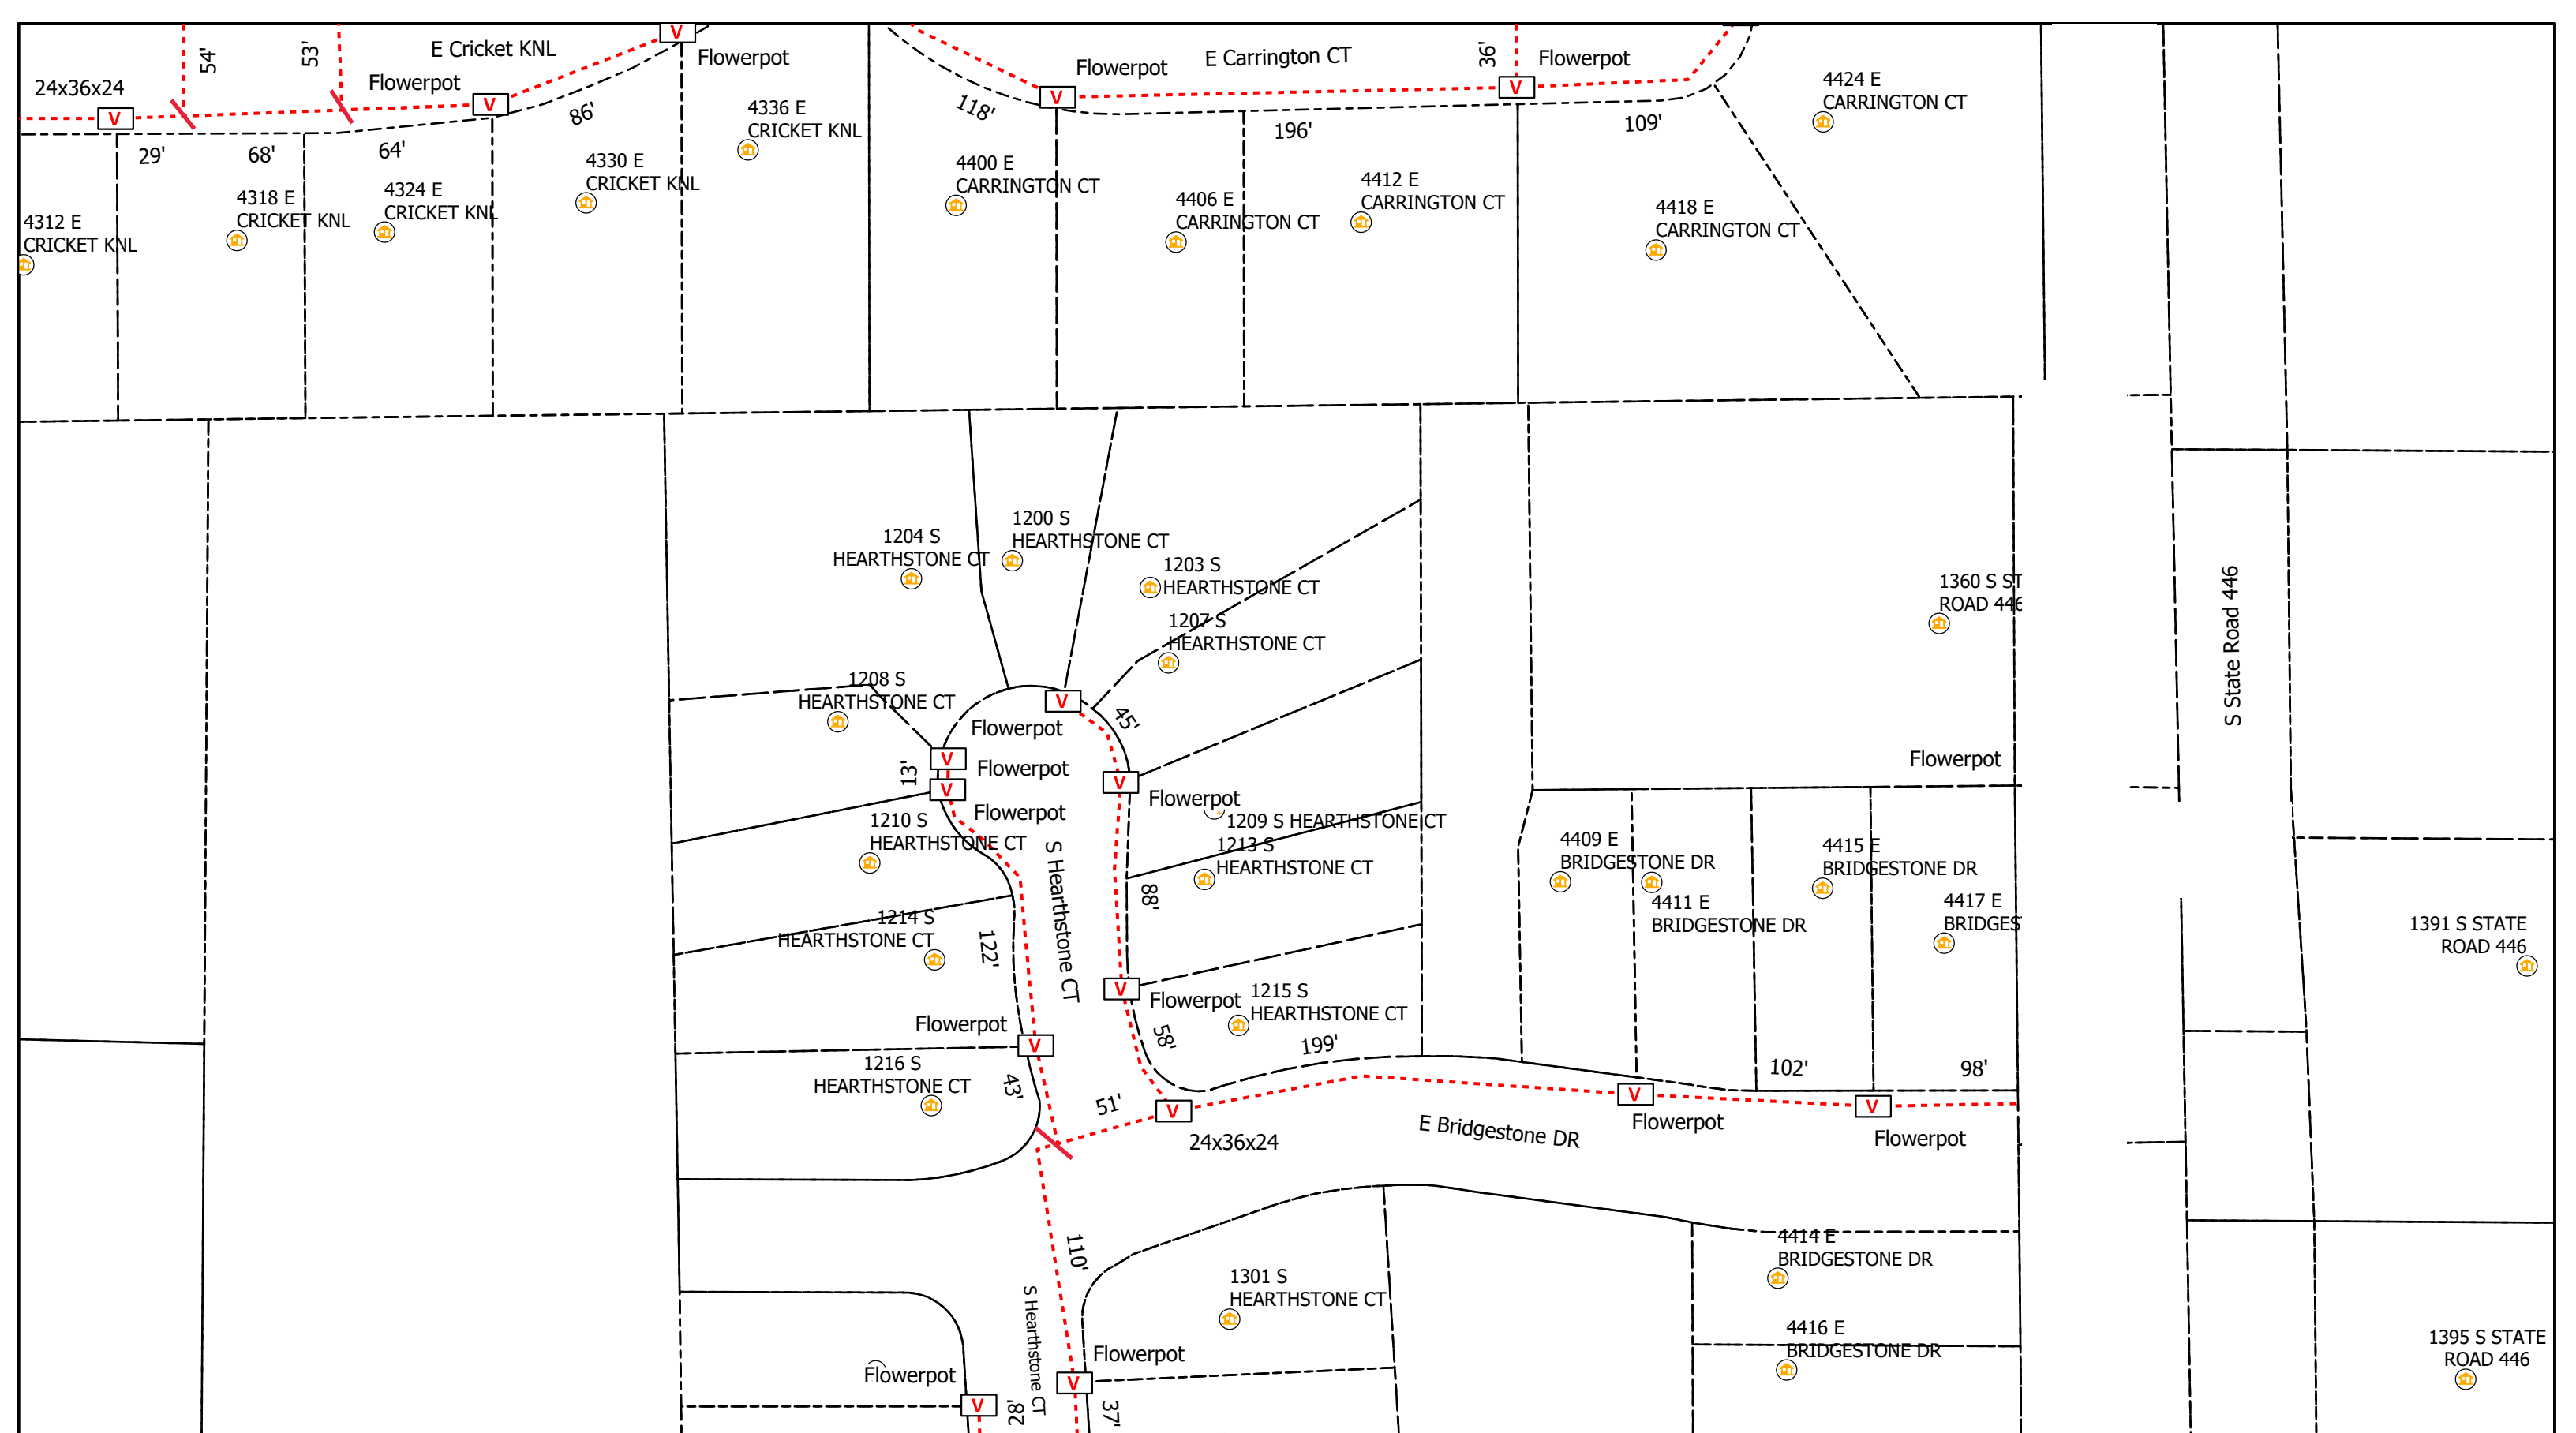 E Cricket KNL
54'
53'
24x36x24
V
Flowerpot
V
V
Flowerpot
86'
29'
68'
64'
4312 E
CRICKET KNL
4318 E
CRICKET KNL
4324 E
CRICKET KNL
4330 E
CRICKET KNL
4336 E
CRICKET KNL
E Carrington CT
Flowerpot
V
36'
V
Flowerpot
118'
196'
109'
4400 E
CARRINGTON CT
4406 E
CARRINGTON CT
4412 E
CARRINGTON CT
4418 E
CARRINGTON CT
4424 E
CARRINGTON CT
1204 S
HEARTHSTONE CT
1200 S
HEARTHSTONE CT
1203 S
HEARTHSTONE CT
1207 S
HEARTHSTONE CT
1208 S
HEARTHSTONE CT
V
Flowerpot
45'
V
Flowerpot
13'
V
Flowerpot
V
Flowerpot
1209 S HEARTHSTONE CT
1210 S
HEARTHSTONE CT
1213 S
HEARTHSTONE CT
S Hearthstone CT
88'
1214 S
HEARTHSTONE CT
122'
V
Flowerpot
1215 S
HEARTHSTONE CT
Flowerpot
V
58'
199'
1216 S
HEARTHSTONE CT
43'
51'
V
24x36x24
E Bridgestone DR
V
Flowerpot
V
Flowerpot
102'
98'
1360 S ST
ROAD 446
Flowerpot
4409 E
BRIDGESTONE DR
4411 E
BRIDGESTONE DR
4415 E
BRIDGESTONE DR
4417 E
BRIDGES
S State Road 446
1391 S STATE
ROAD 446
110'
S Hearthstone CT
1301 S
HEARTHSTONE CT
Flowerpot
V
37'
Flowerpot
V
28'
4414 E
BRIDGESTONE DR
4416 E
BRIDGESTONE DR
1395 S STATE
ROAD 446